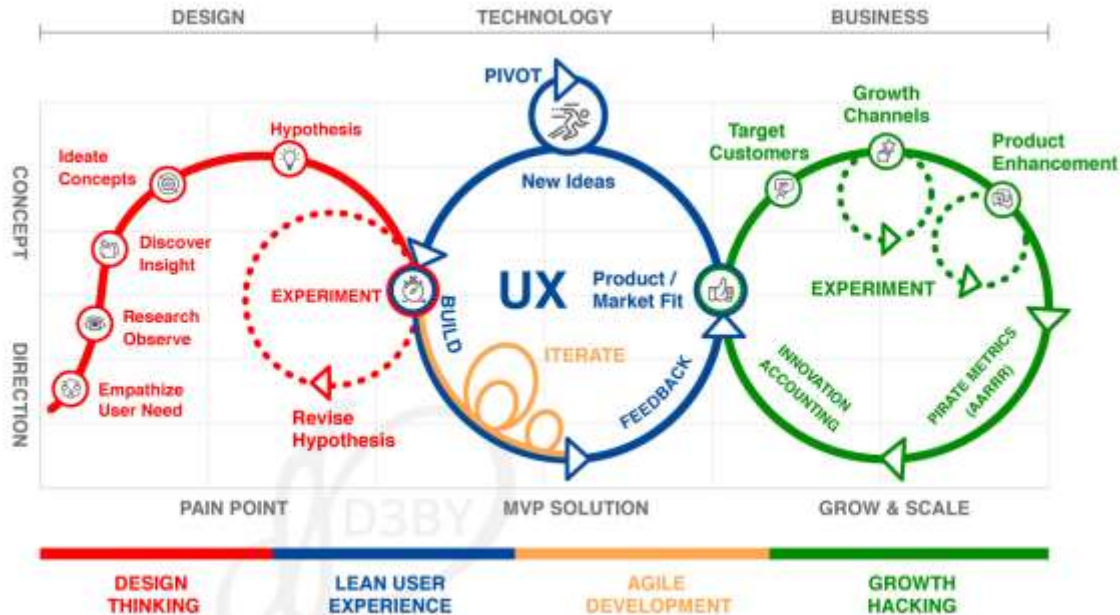 DESIGN
TECHNOLOGY
BUSINESS
CONCEPT
DIRECTION
Empathize
User Need
Research
Observe
Discover
Insight
Ideate
Concepts
Hypothesis
EXPERIMENT
Revise
Hypothesis
PIVOT
New Ideas
UX
Product /
Market Fit
BUILD
ITERATE
FEEDBACK
Target
Customers
Growth
Channels
Product
Enhancement
EXPERIMENT
INNOVATION
ACCOUNTING
PIRATE METRICS
(AARRR)
PAIN POINT
MVP SOLUTION
GROW & SCALE
D3BY
DESIGN
THINKING
LEAN USER
EXPERIENCE
AGILE
DEVELOPMENT
GROWTH
HACKING